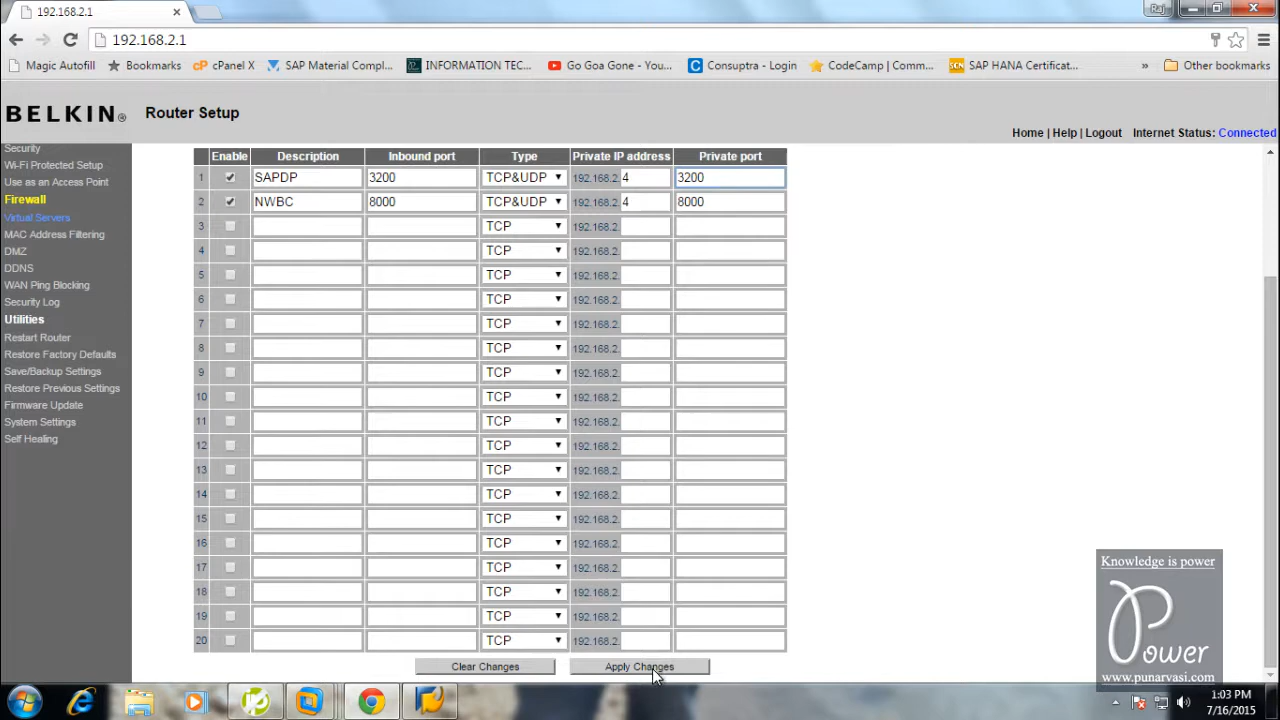 192.168.2.1
Raj
192.168.2.1
Magic Autofill
Bookmarks
cPanel X
SAP Material Compl...
INFORMATION TEC...
Go Goa Gone - You...
Consuptra - Login
CodeCamp | Comm...
SAP HANA Certificat...
»
Other bookmarks
BELKIN®
Router Setup
Home | Help | Logout Internet Status: Connected
Security
Wi-Fi Protected Setup
Use as an Access Point
Firewall
Virtual Servers
MAC Address Filtering
DMZ
DDNS
WAN Ping Blocking
Security Log
Utilities
Restart Router
Restore Factory Defaults
Save/Backup Settings
Restore Previous Settings
Firmware Update
System Settings
Self Healing
Enable Description Inbound port Type Private IP address Private port
1 SAPDP 3200 TCP&UDP 192.168.2. 4 3200
2 NWBC 8000 TCP&UDP 192.168.2. 4 8000
3 TCP 192.168.2.
4 TCP 192.168.2.
5 TCP 192.168.2.
6 TCP 192.168.2.
7 TCP 192.168.2.
8 TCP 192.168.2.
9 TCP 192.168.2.
10 TCP 192.168.2.
11 TCP 192.168.2.
12 TCP 192.168.2.
13 TCP 192.168.2.
14 TCP 192.168.2.
15 TCP 192.168.2.
16 TCP 192.168.2.
17 TCP 192.168.2.
18 TCP 192.168.2.
19 TCP 192.168.2.
20 TCP 192.168.2.
Clear Changes
Apply Changes
Knowledge is power
Power
www.punarvasi.com
1:03 PM
7/16/2015